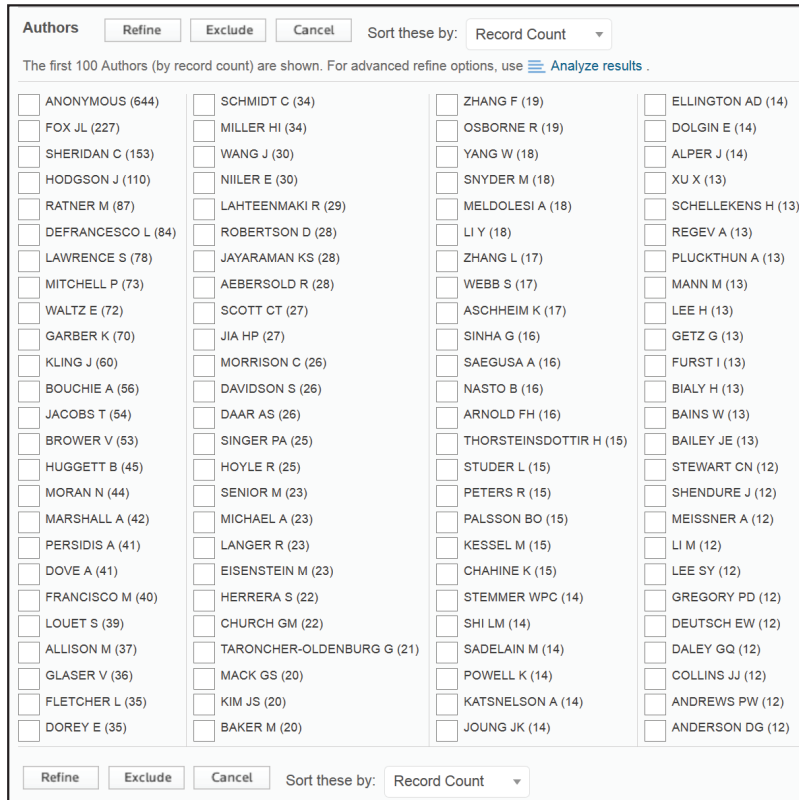 Authors Refine Exclude Cancel Sort these by: Record Count
The first 100 Authors (by record count) are shown. For advanced refine options, use Analyze results .
ANONYMOUS (644)
FOX JL (227)
SHERIDAN C (153)
HODGSON J (110)
RATNER M (87)
DEFRANCESCO L (84)
LAWRENCE S (78)
MITCHELL P (73)
WALTZ E (72)
GARBER K (70)
KLING J (60)
BOUCHIE A (56)
JACOBS T (54)
BROWER V (53)
HUGGETT B (45)
MORAN N (44)
MARSHALL A (42)
PERSIDIS A (41)
DOVE A (41)
FRANCISCO M (40)
LOUET S (39)
ALLISON M (37)
GLASER V (36)
FLETCHER L (35)
DOREY E (35)
SCHMIDT C (34)
MILLER HI (34)
WANG J (30)
NIILER E (30)
LAHTEENMAKI R (29)
ROBERTSON D (28)
JAYARAMAN KS (28)
AEBERSOLD R (28)
SCOTT CT (27)
JIA HP (27)
MORRISON C (26)
DAVIDSON S (26)
DAAR AS (26)
SINGER PA (25)
HOYLE R (25)
SENIOR M (23)
MICHAEL A (23)
LANGER R (23)
EISENSTEIN M (23)
HERRERA S (22)
CHURCH GM (22)
TARONCHER-OLDENBURG G (21)
MACK GS (20)
KIM JS (20)
BAKER M (20)
ZHANG F (19)
OSBORNE R (19)
YANG W (18)
SNYDER M (18)
MELDOLESI A (18)
LI Y (18)
ZHANG L (17)
WEBB S (17)
ASCHHEIM K (17)
SINHA G (16)
SAEGUSA A (16)
NASTO B (16)
ARNOLD FH (16)
THORSTEINSDOTTIR H (15)
STUDER L (15)
PETERS R (15)
PALSSON BO (15)
KESSEL M (15)
CHAHINE K (15)
STEMMER WPC (14)
SHI LM (14)
SADELAIN M (14)
POWELL K (14)
KATSNELSON A (14)
JOUNG JK (14)
ELLINGTON AD (14)
DOLGIN E (14)
ALPER J (14)
XU X (13)
SCHELLEKENS H (13)
REGEV A (13)
PLUCKTHUN A (13)
MANN M (13)
LEE H (13)
GETZ G (13)
FURST I (13)
BIALY H (13)
BAINS W (13)
BAILEY JE (13)
STEWART CN (12)
SHENDURE J (12)
MEISSNER A (12)
LI M (12)
LEE SY (12)
GREGORY PD (12)
DEUTSCH EW (12)
DALEY GQ (12)
COLLINS JJ (12)
ANDREWS PW (12)
ANDERSON DG (12)
Refine Exclude Cancel Sort these by: Record Count